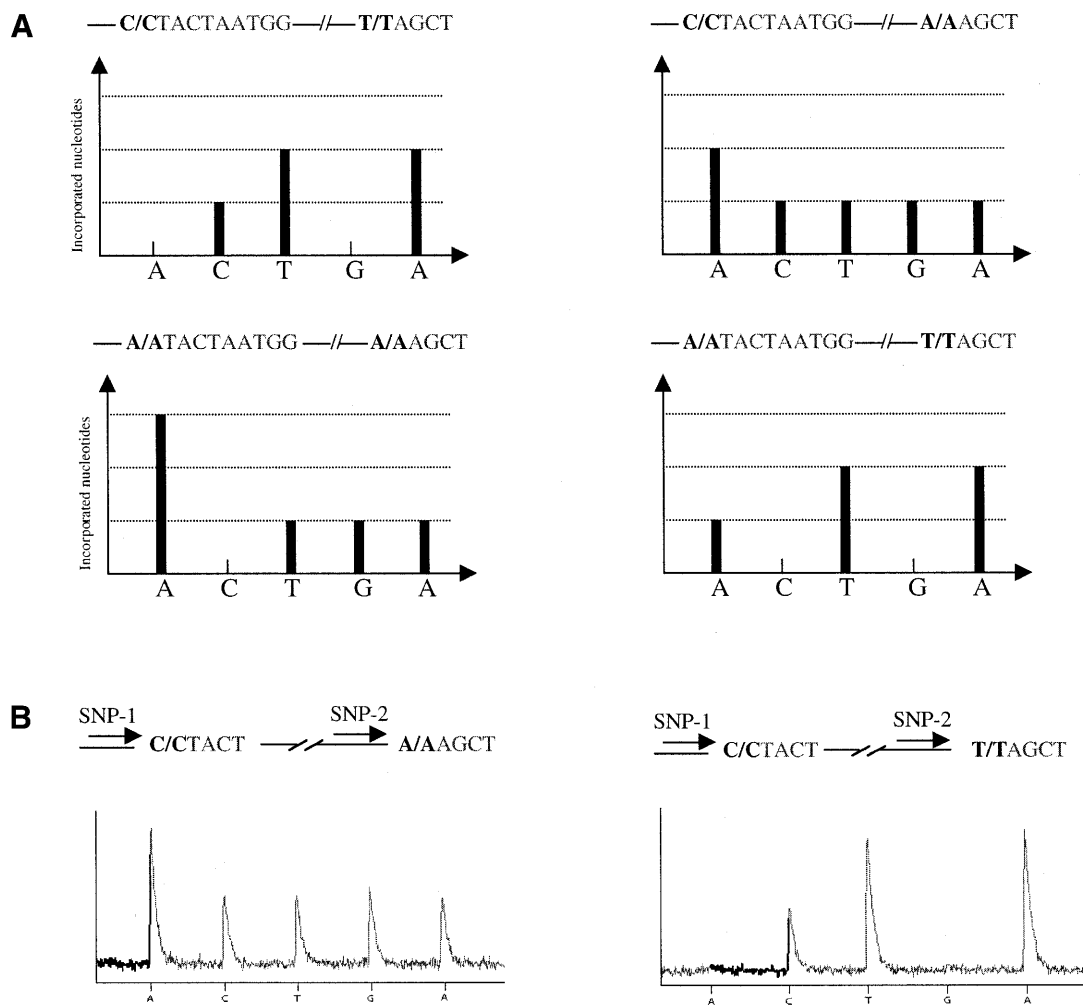 A
C/CTACTAATGG—//—T/TAGCT
C/CTACTAATGG—//—A/AAGCT
Incorporated nucleotides
A C T G A
A C T G A
A/ATACTAATGG—//—A/AAGCT
A/ATACTAATGG—//—T/TAGCT
Incorporated nucleotides
A C T G A
A C T G A
B
SNP-1 SNP-2
C/CTACT —//— A/AAGCT
SNP-1 SNP-2
C/CTACT —//— T/TAGCT
A C T G A
A C T G A